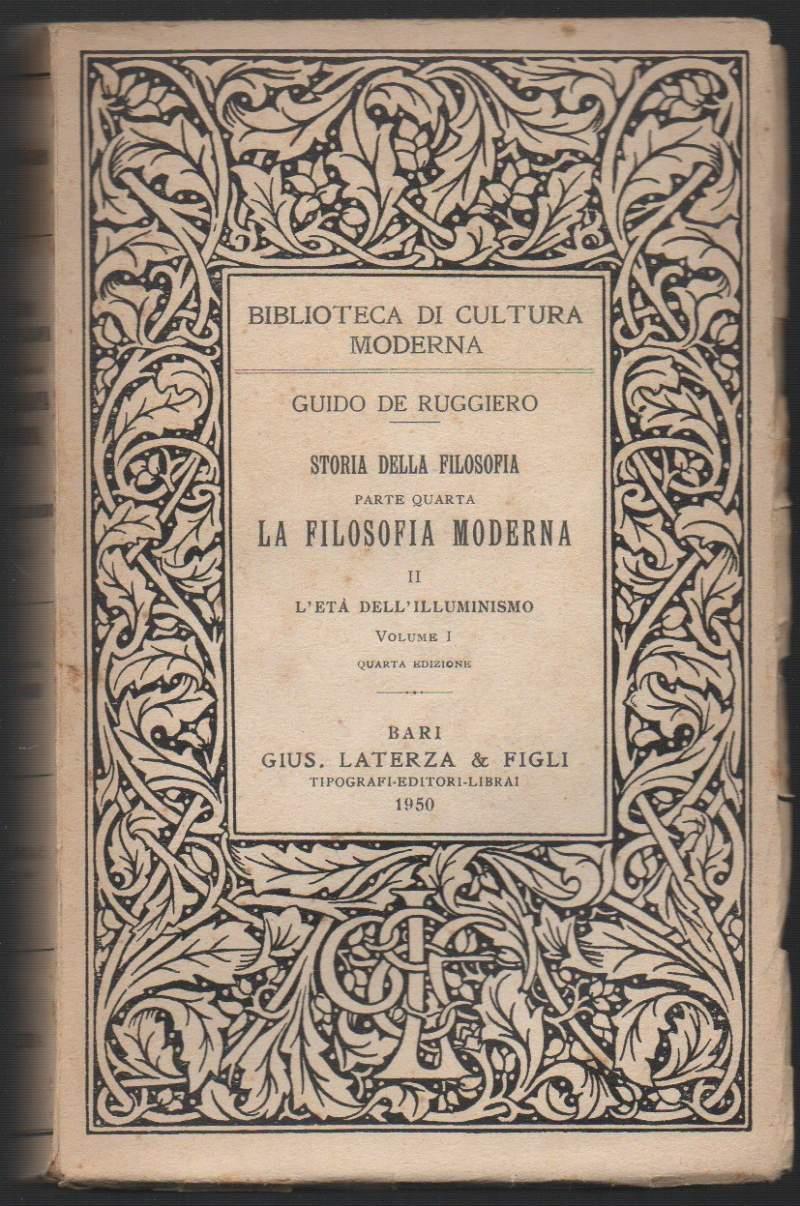 BIBLIOTECA DI CULTURA
MODERNA
GUIDO DE RUGGIERO
STORIA DELLA FILOSOFIA
PARTE QUARTA
LA FILOSOFIA MODERNA
II
L'ETÀ DELL'ILLUMINISMO
VOLUME I
QUARTA EDIZIONE
BARI
GIUS. LATERZA & FIGLI
TIPOGRAFI-EDITORI-LIBRAI
1950